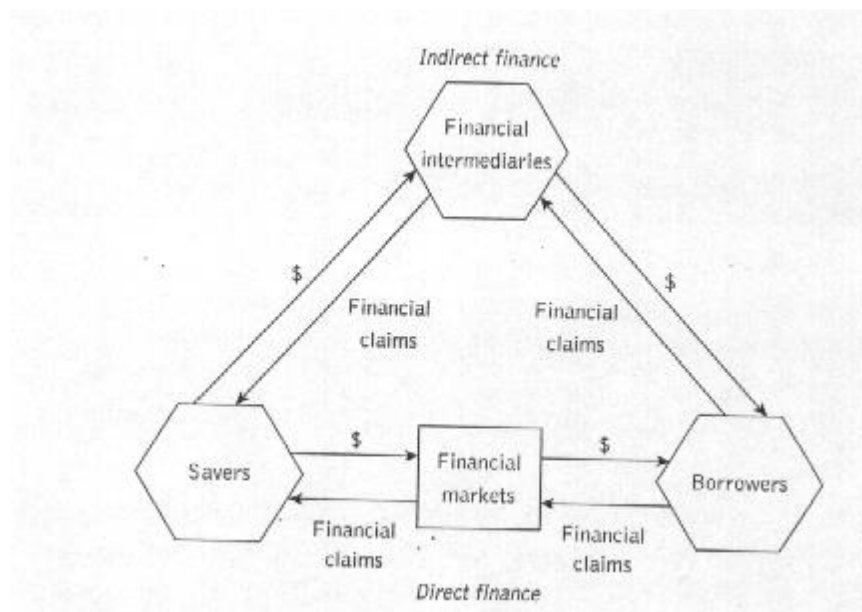 Indirect finance
Financial
intermediaries
$
$
Financial
claims
Financial
claims
Savers
$
Financial
markets
$
Borrowers
Financial
claims
Financial
claims
Direct finance